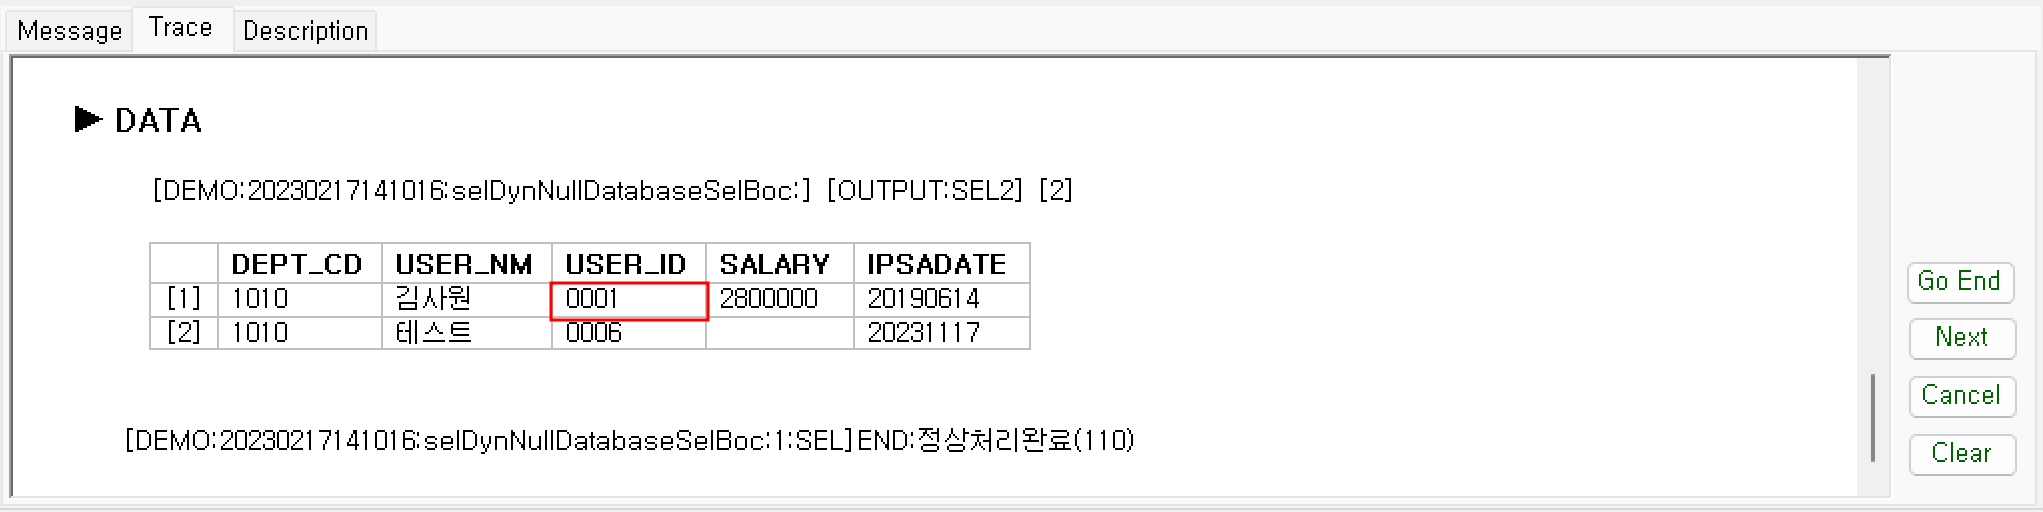 Message Trace Description
▶ DATA
[DEMO:20230217141016:selDynNullDatabaseSelBoc:] [OUTPUT:SEL2] [2]
DEPT_CD USER_NM USER_ID SALARY IPSADATE
[1] 1010 김사원 0001 2800000 20190614
[2] 1010 테스트 0006 20231117
[DEMO:20230217141016:selDynNullDatabaseSelBoc:1:SEL]END:정상처리완료(110)
Go End
Next
Cancel
Clear